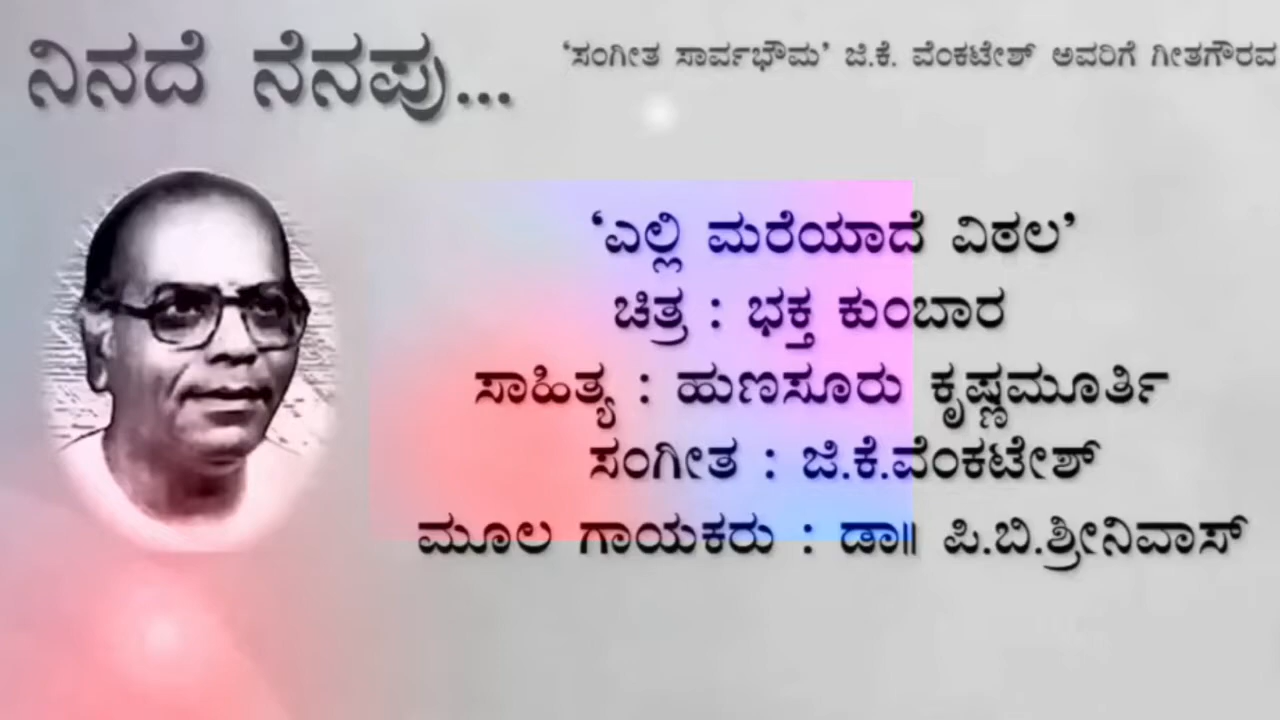 ನಿನದೆ ನೆನಪು...
‘ಸಂಗೀತ ಸಾರ್ವಭೌಮ’ ಜಿ.ಕೆ. ವೆಂಕಟೇಶ್ ಅವರಿಗೆ ಗೀತಗೌರವ
‘ಎಲ್ಲಿ ಮರೆಯಾದೆ ವಿಠಲ’
ಚಿತ್ರ : ಭಕ್ತ ಕುಂಬಾರ
ಸಾಹಿತ್ಯ : ಹುಣಸೂರು ಕೃಷ್ಣಮೂರ್ತಿ
ಸಂಗೀತ : ಜಿ.ಕೆ.ವೆಂಕಟೇಶ್
ಮೂಲ ಗಾಯಕರು : ಡಾ॥ ಪಿ.ಬಿ.ಶ್ರೀನಿವಾಸ್